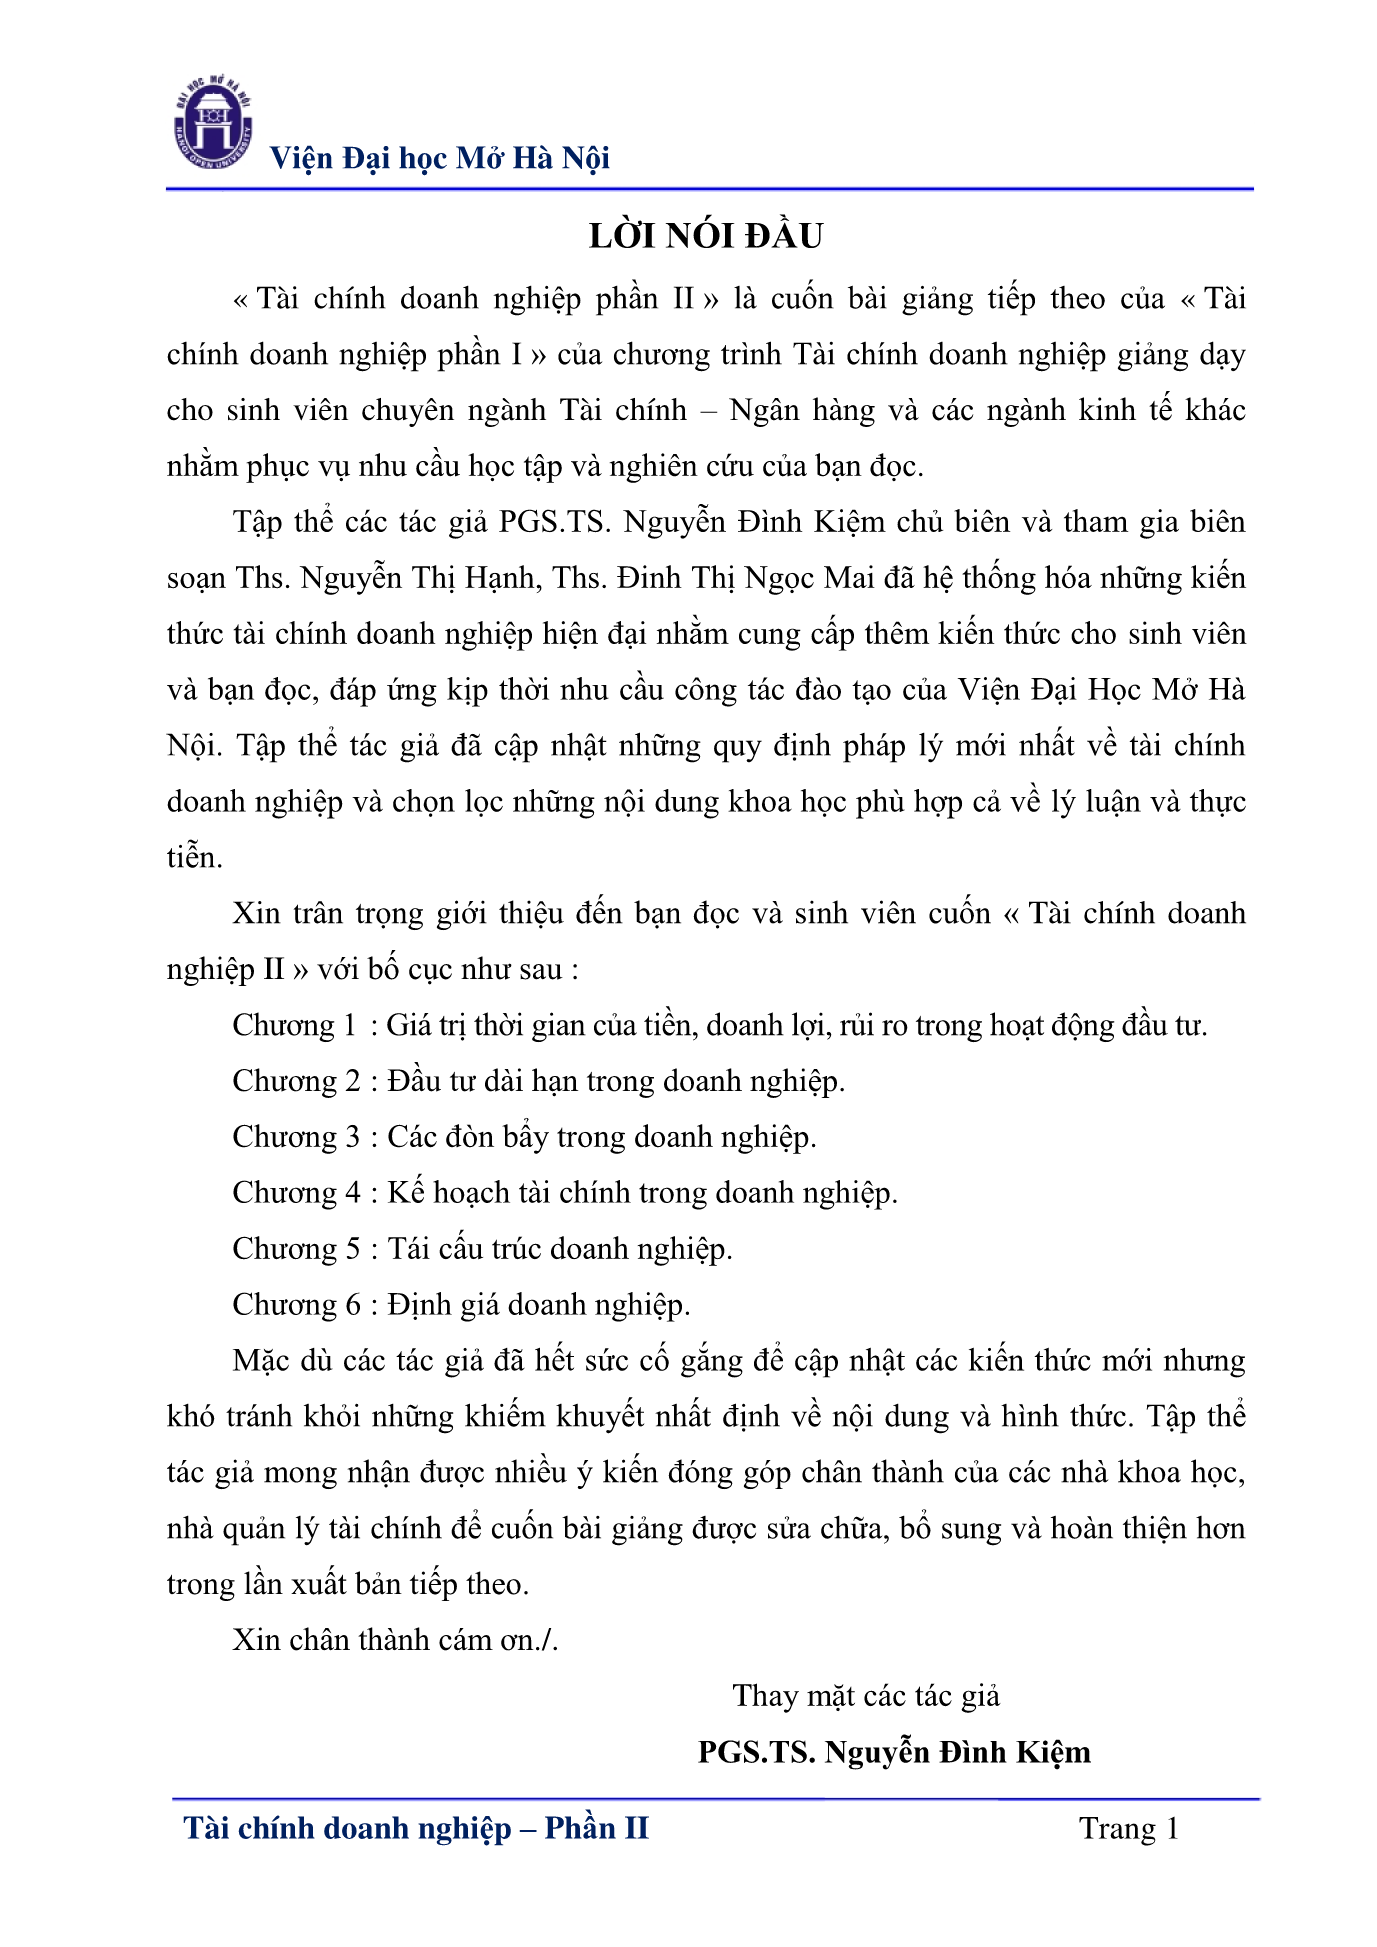 ĐẠI HỌC MỞ HÀ NỘI
HANOI OPEN UNIVERSITY
Viện Đại học Mở Hà Nội
LỜI NÓI ĐẦU
« Tài chính doanh nghiệp phần II » là cuốn bài giảng tiếp theo của « Tài
chính doanh nghiệp phần I » của chương trình Tài chính doanh nghiệp giảng dạy
cho sinh viên chuyên ngành Tài chính – Ngân hàng và các ngành kinh tế khác
nhằm phục vụ nhu cầu học tập và nghiên cứu của bạn đọc.
Tập thể các tác giả PGS.TS. Nguyễn Đình Kiệm chủ biên và tham gia biên
soạn Ths. Nguyễn Thị Hạnh, Ths. Đinh Thị Ngọc Mai đã hệ thống hóa những kiến
thức tài chính doanh nghiệp hiện đại nhằm cung cấp thêm kiến thức cho sinh viên
và bạn đọc, đáp ứng kịp thời nhu cầu công tác đào tạo của Viện Đại Học Mở Hà
Nội. Tập thể tác giả đã cập nhật những quy định pháp lý mới nhất về tài chính
doanh nghiệp và chọn lọc những nội dung khoa học phù hợp cả về lý luận và thực
tiễn.
Xin trân trọng giới thiệu đến bạn đọc và sinh viên cuốn « Tài chính doanh
nghiệp II » với bố cục như sau :
Chương 1 : Giá trị thời gian của tiền, doanh lợi, rủi ro trong hoạt động đầu tư.
Chương 2 : Đầu tư dài hạn trong doanh nghiệp.
Chương 3 : Các đòn bẩy trong doanh nghiệp.
Chương 4 : Kế hoạch tài chính trong doanh nghiệp.
Chương 5 : Tái cấu trúc doanh nghiệp.
Chương 6 : Định giá doanh nghiệp.
Mặc dù các tác giả đã hết sức cố gắng để cập nhật các kiến thức mới nhưng
khó tránh khỏi những khiếm khuyết nhất định về nội dung và hình thức. Tập thể
tác giả mong nhận được nhiều ý kiến đóng góp chân thành của các nhà khoa học,
nhà quản lý tài chính để cuốn bài giảng được sửa chữa, bổ sung và hoàn thiện hơn
trong lần xuất bản tiếp theo.
Xin chân thành cám ơn./.
Thay mặt các tác giả
PGS.TS. Nguyễn Đình Kiệm
Tài chính doanh nghiệp – Phần II Trang 1